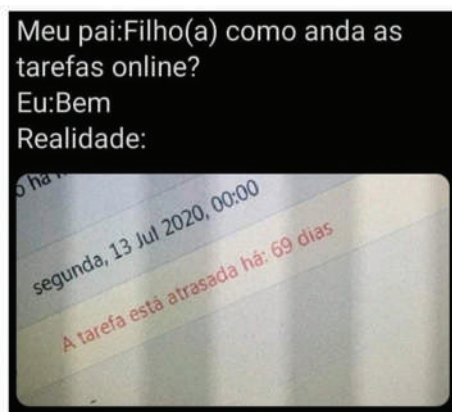 Meu pai:Filho(a) como anda as
tarefas online?
Eu:Bem
Realidade:
o há
segunda, 13 Jul 2020, 00:00
A tarefa está atrasada há: 69 dias